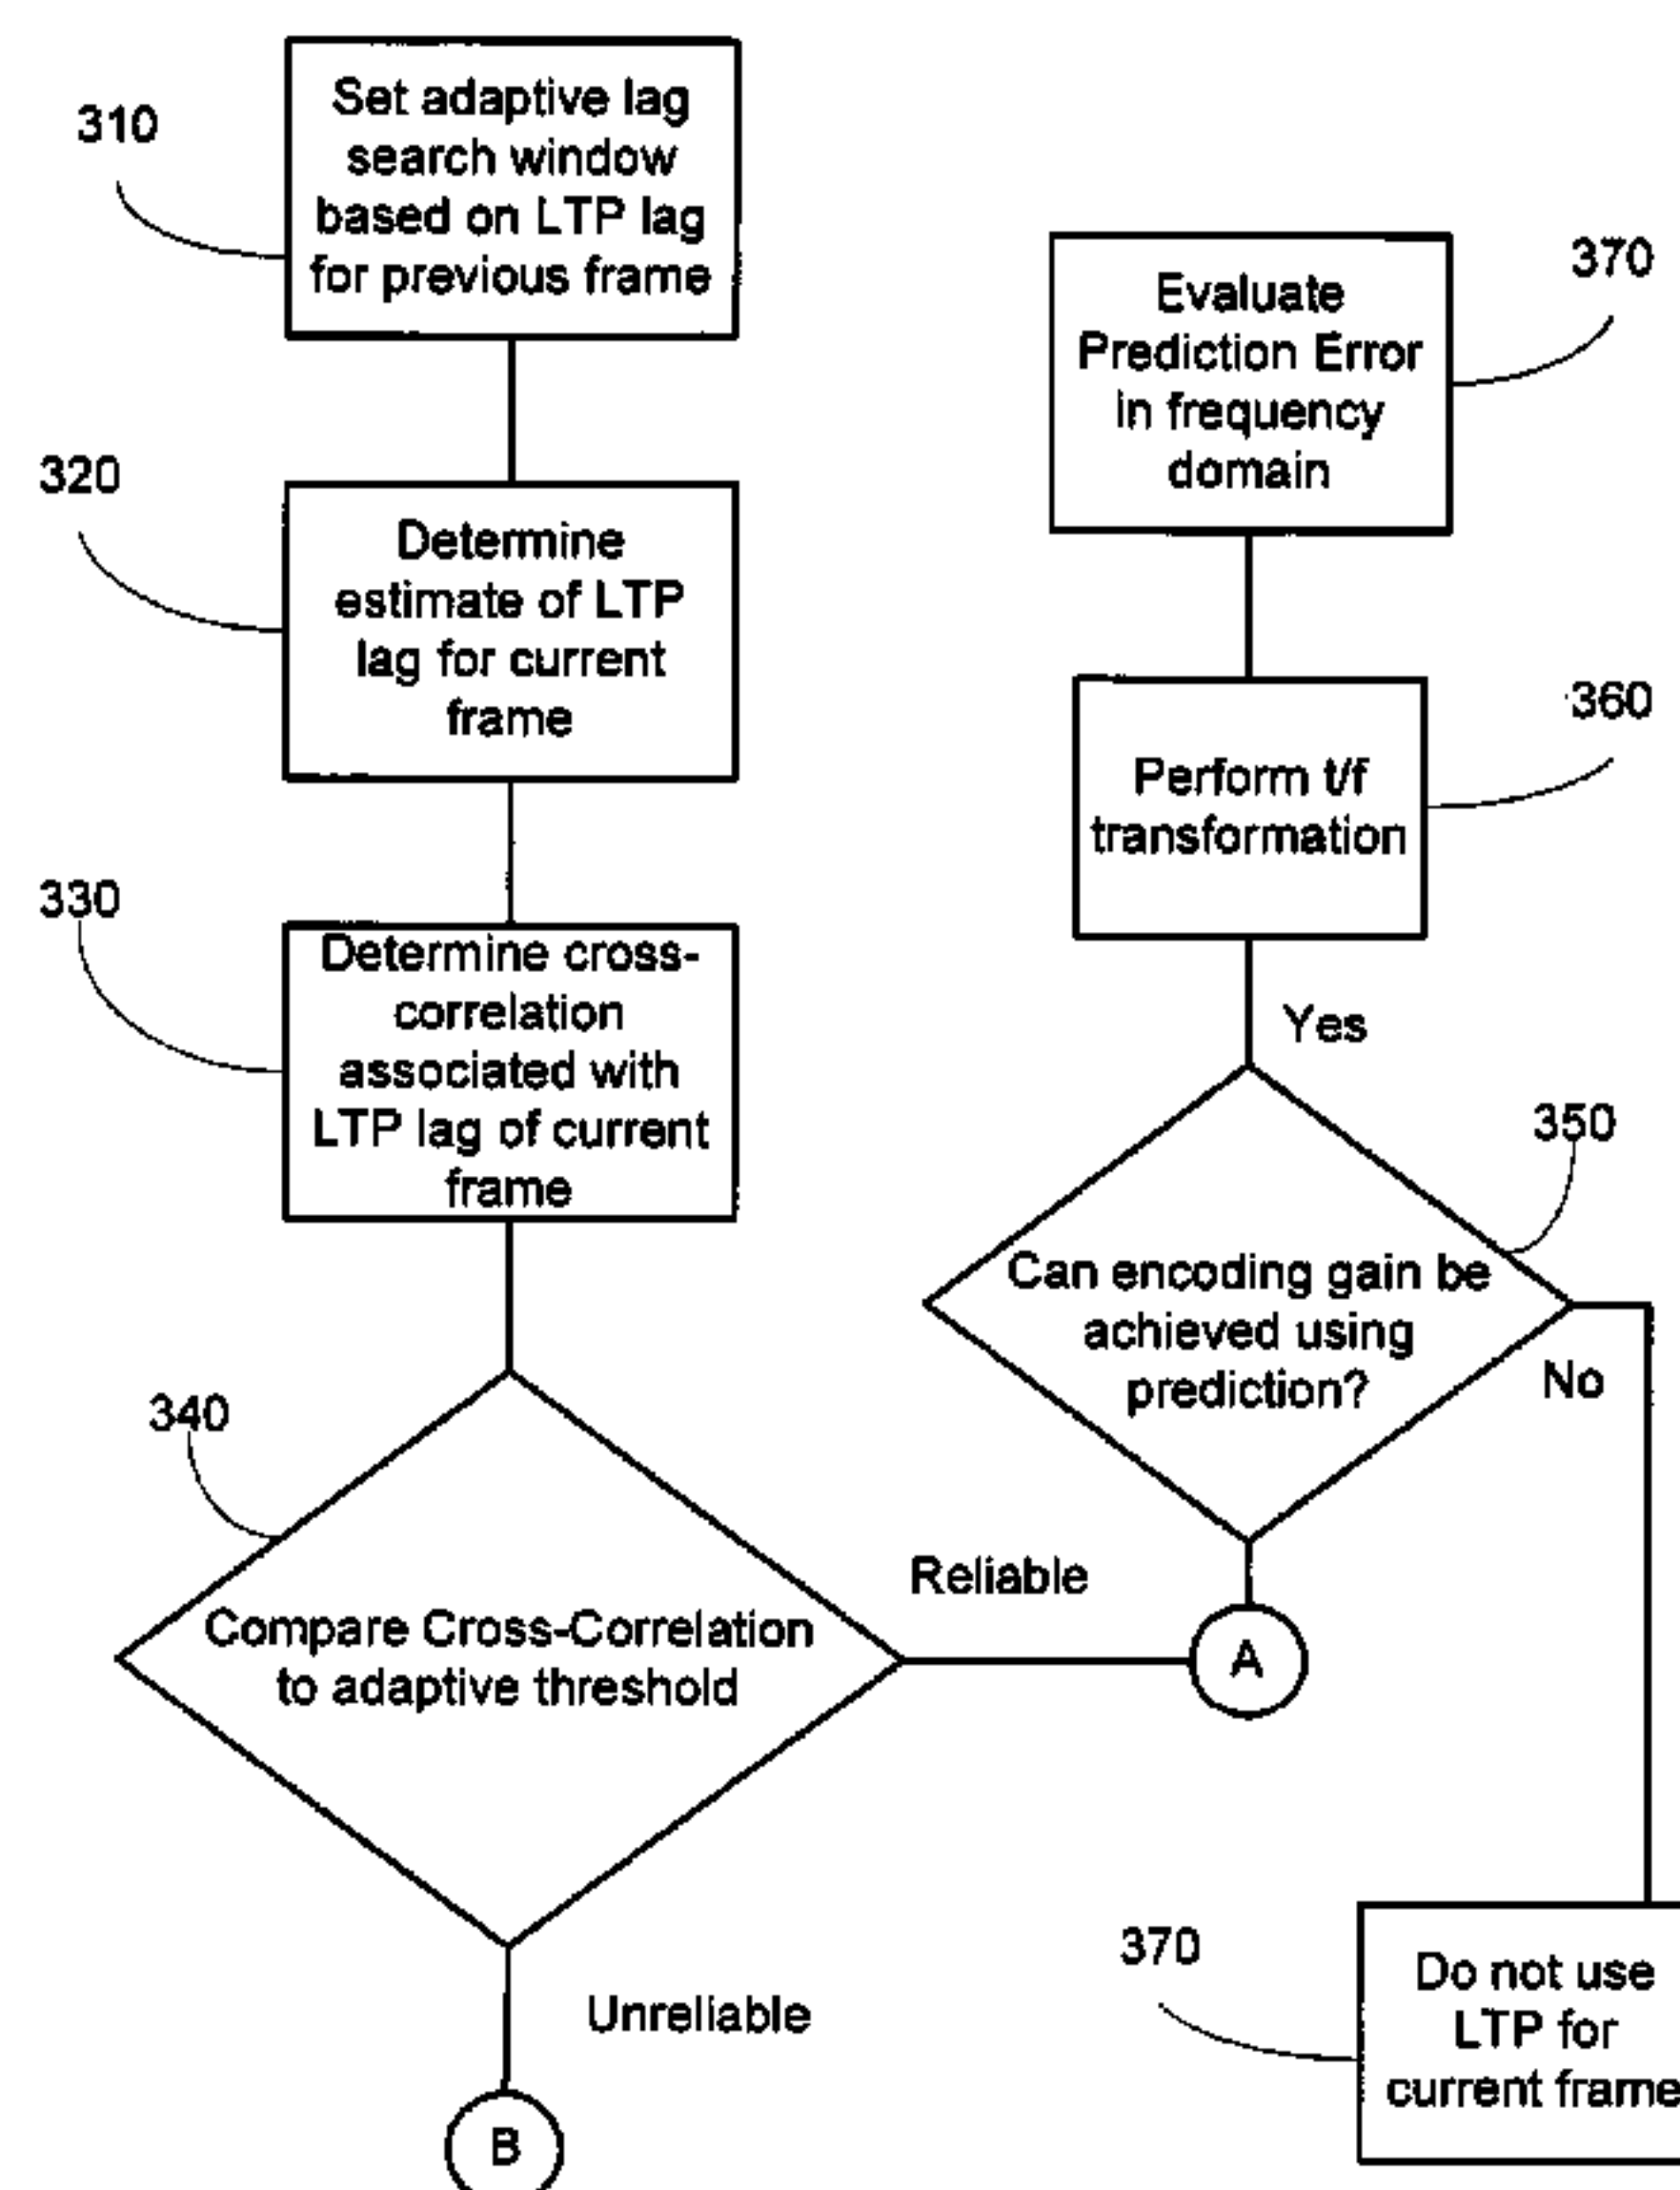 310
Set adaptive lag
search window
based on LTP lag
for previous frame
320
Determine
estimate of LTP
lag for current
frame
330
Determine cross-
correlation
associated with
LTP lag of current
frame
340
Compare Cross-Correlation
to adaptive threshold
Reliable
Unreliable
B
A
370
Evaluate
Prediction Error
in frequency
domain
360
Perform t/f
transformation
Yes
350
Can encoding gain be
achieved using
prediction?
No
370
Do not use
LTP for
current frame